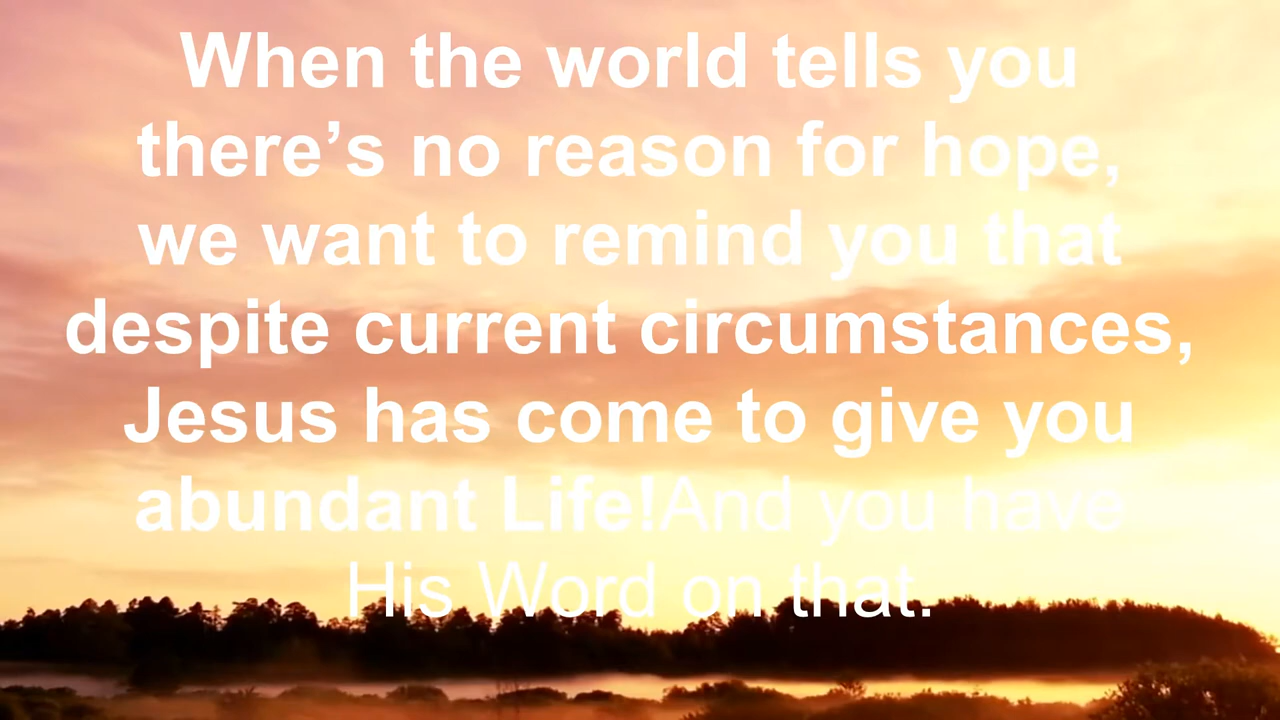 When the world tells you
there’s no reason for hope,
we want to remind you that
despite current circumstances,
Jesus has come to give you
abundant Life!And you have
His Word on that.